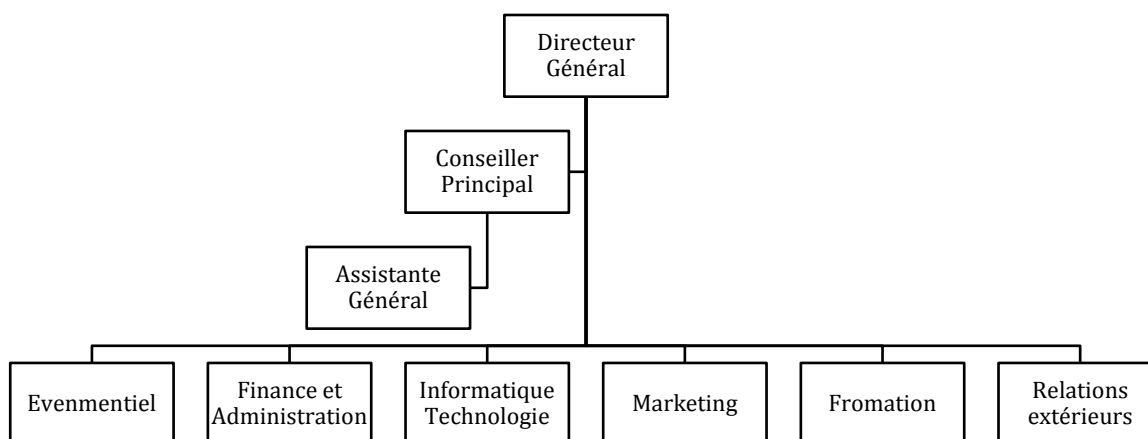 Directeur
Général
Conseiller
Principal
Assistante
Général
Evenmentiel
Finance et
Administration
Informatique
Technologie
Marketing
Fromation
Relations
extérieurs